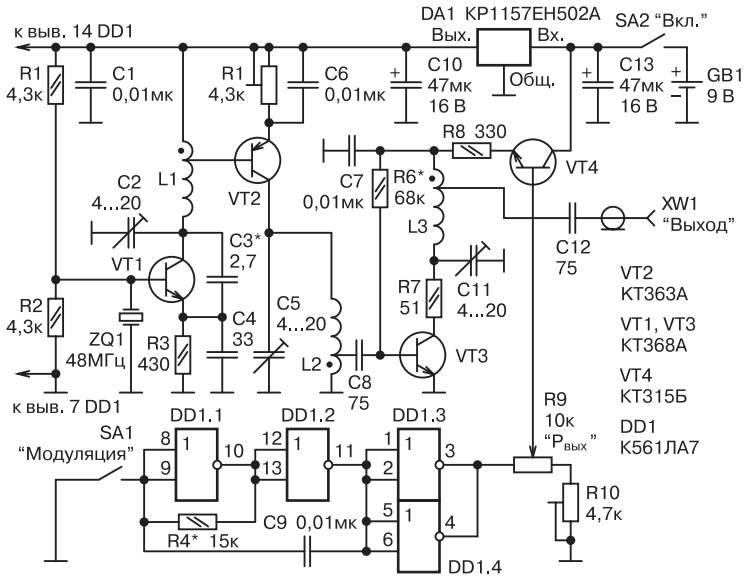 DA1 КР1157ЕН502А
к выв. 14 DD1
Вых.
Вх.
SA2 “Вкл.”
Общ.
R1
4,3к
C1
0,01мк
R1
4,3к
C6
0,01мк
+
C10
47мк
16 В
+
C13
47мк
16 В
+
−
GB1
9 В
R8 330
VT4
L1
VT2
C7
0,01мк
R6*
68к
L3
C2
4...20
XW1
“Выход”
C12
75
VT1
C3*
2,7
R7
51
C11
4...20
R2
4,3к
ZQ1
48МГц
R3
430
C4
33
C5
4...20
L2
C8
75
VT3
VT2
КТ363А
VT1, VT3
КТ368А
VT4
КТ315Б
DD1
К561ЛА7
к выв. 7 DD1
SA1
“Модуляция”
DD1.1
DD1.2
DD1.3
R9
10к
“Рвых”
8
9
1
10
12
13
1
11
1
2
1
3
5
6
1
4
R4* 15к
C9 0,01мк
DD1.4
R10
4,7к